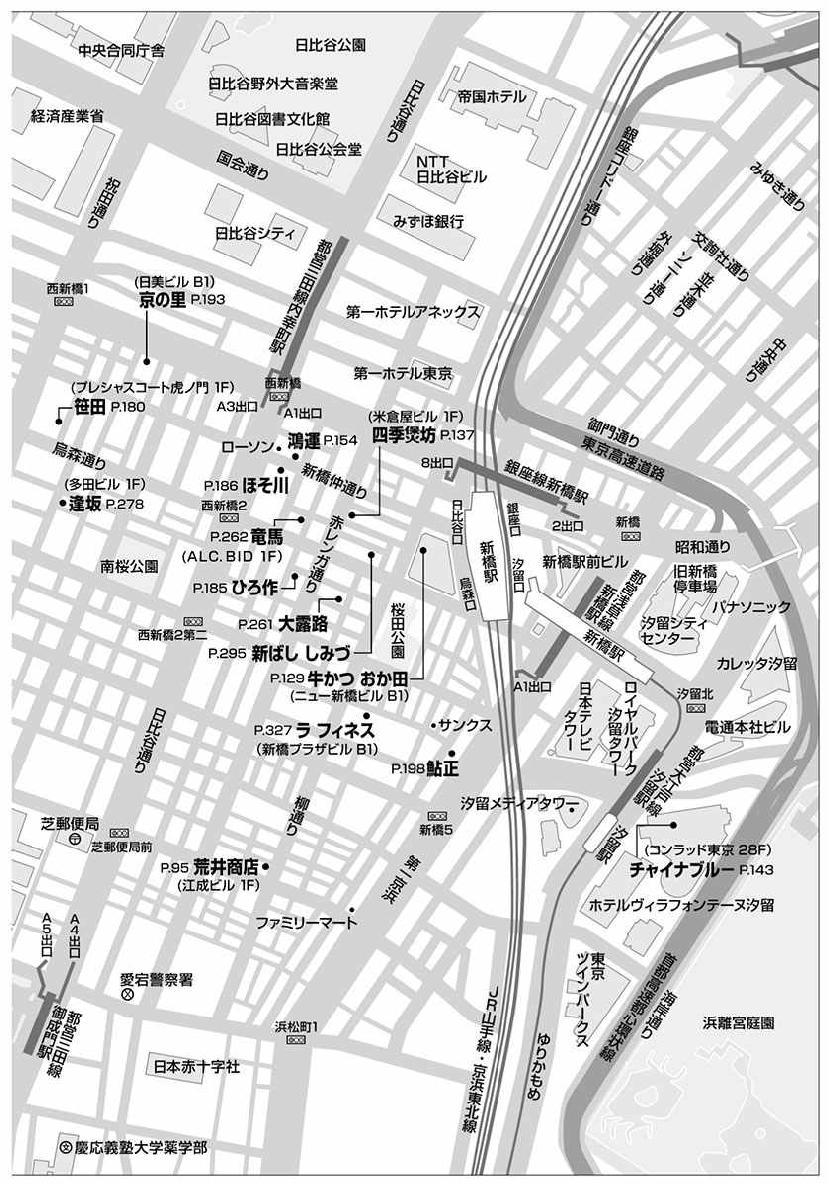 中央合同庁舎
日比谷公園
日比谷野外大音楽堂
日比谷通り
帝国ホテル
経済産業省
日比谷図書文化館
日比谷公会堂
国会通り
NTT
日比谷ビル
銀座コリドー通り
みゆき通り
祝田通り
日比谷シティ
みずほ銀行
交詢社通り
並木通り
ソニー通り
外堀通り
中央通り
都営三田線内幸町駅
西新橋1
(日美ビル B1)
京の里 P.193
第一ホテルアネックス
第一ホテル東京
(プレシャスコート虎ノ門 1F)
笹田 P.180
西新橋
A3出口
A1出口
(米倉屋ビル 1F)
四季煲坊 P.137
御門通り
東京高速道路
烏森通り
ローソン
鴻運 P.154
8出口
銀座線新橋駅
(多田ビル 1F)
逢坂 P.278
P.186 ほそ川
新橋仲通り
西新橋2
日比谷口
銀座口
2出口
新橋
昭和通り
P.262 竜馬
(ALC.BID 1F)
赤レンガ通り
新橋駅
汐留口
烏森口
新橋駅前ビル
旧新橋
停車場
パナソニック
南桜公園
P.185 ひろ作
都営浅草線
新橋駅
汐留シティ
センター
P.261 大露路
桜田公園
西新橋2第二
新橋駅
カレッタ汐留
P.295 新ばし しみづ
P.129 牛かつ おか田
(ニュー新橋ビル B1)
A1出口
日本テレビ
タワー
ロイヤルパーク
汐留タワー
汐留北
電通本社ビル
日比谷通り
P.327 ラ フィネス
(新橋プラザビル B1)
サンクス
P.198 鮎正
都営大江戸線
汐留駅
柳通り
汐留メディアタワー
新橋5
芝郵便局
芝郵便局前
汐留駅
(コンラッド東京 28F)
チャイナブルー P.143
P.95 荒井商店
(江成ビル 1F)
第一京浜
ホテルヴィラフォンテーヌ汐留
ファミリーマート
A5出口
A4出口
愛宕警察署
東京
ツインパークス
海岸通り
首都高速都心環状線
浜離宮庭園
都営三田線
御成門駅
浜松町1
日本赤十字社
JR山手線・京浜東北線
ゆりかもめ
慶応義塾大学薬学部